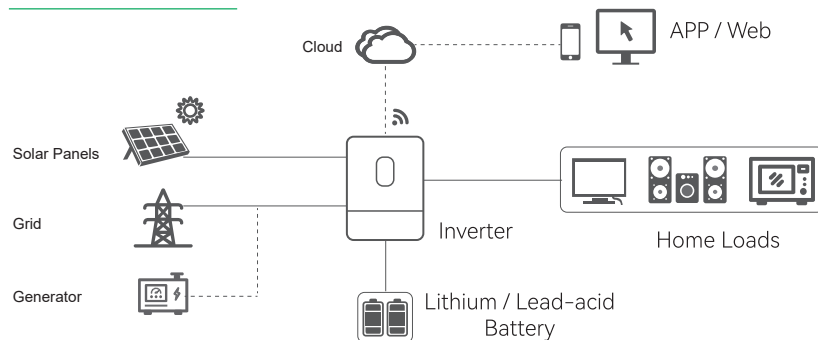 Cloud
APP / Web
Solar Panels
Grid
Inverter
Home Loads
Generator
Lithium / Lead-acid
Battery